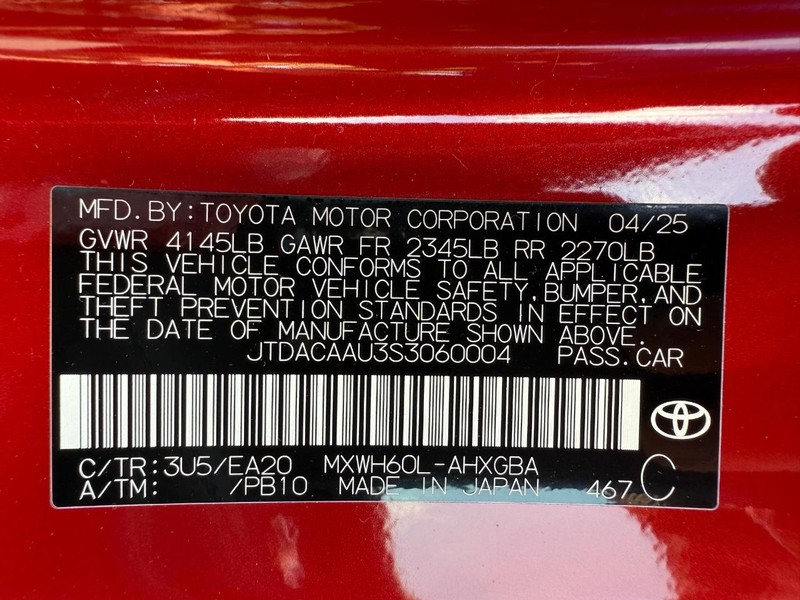 MFD.BY:TOYOTA MOTOR CORPORATION 04/25
GVWR 4145LB GAWR FR 2345LB RR 2270LB
THIS VEHICLE CONFORMS TO ALL APPLICABLE
FEDERAL MOTOR VEHICLE SAFETY,BUMPER,AND
THEFT PREVENTION STANDARDS IN EFFECT ON
THE DATE OF MANUFACTURE SHOWN ABOVE.
JTDACAAU3S3060004 PASS.CAR
C/TR:3U5/EA20 MXWH60L-AHXGBA
A/TM: /PB10 MADE IN JAPAN 467 C